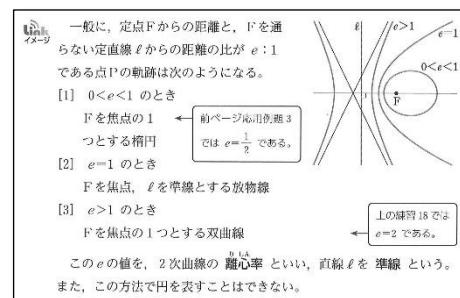 Link
イメージ
一般に，定点Fからの距離と，Fを通
らない定直線ℓからの距離の比が e：1
である点Pの軌跡は次のようになる。
[1] 0<e<1 のとき
Fを焦点の1
つとする楕円
前ページ応用例題3
では e=1/2 である。
[2] e=1 のとき
Fを焦点，ℓを準線とする放物線
[3] e>1 のとき
Fを焦点の1つとする双曲線
上の練習18では
e=2 である。
この e の値を，2次曲線の 離心率 といい，直線ℓを 準線 という。
りしん
また，この方法で円を表すことはできない。
ℓ
e>1
e=1
0<e<1
F